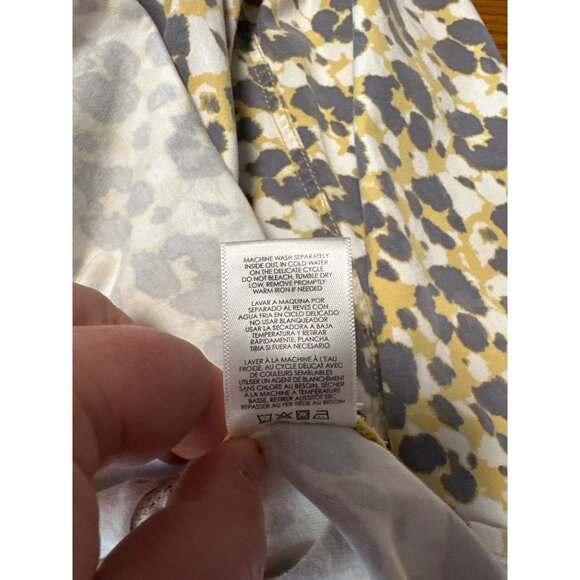 MACHINE WASH SEPARATELY
INSIDE OUT, IN COLD WATER
ON THE DELICATE CYCLE
DO NOT BLEACH, TUMBLE DRY
LOW, REMOVE PROMPTLY
WARM IRON IF NEEDED
LAVAR A MAQUINA POR
SEPARADO AL REVES CON
AGUA FRIA EN CICLO DELICADO
NO USAR BLANQUEADOR
USAR LA SECADORA A BAJA
TEMPERATURA Y RETIRAR
RAPIDAMENTE, PLANCHA
TIBIA SI FUERA NECESARIO
LAVER À LA MACHINE À L'EAU
FROIDE, AU CYCLE DÉLICAT AVEC
DE COULEURS SEMBLABLES
UTILISER UN AGENT DE BLANCHIMENT
SANS CHLORE AU BESOIN. SÉCHER
A LA MACHINE A TEMPÉRATURE
BASSE. RETIRER AUSSITÔT SEC
REPASSER AU FER TIÈDE AU BESOIN